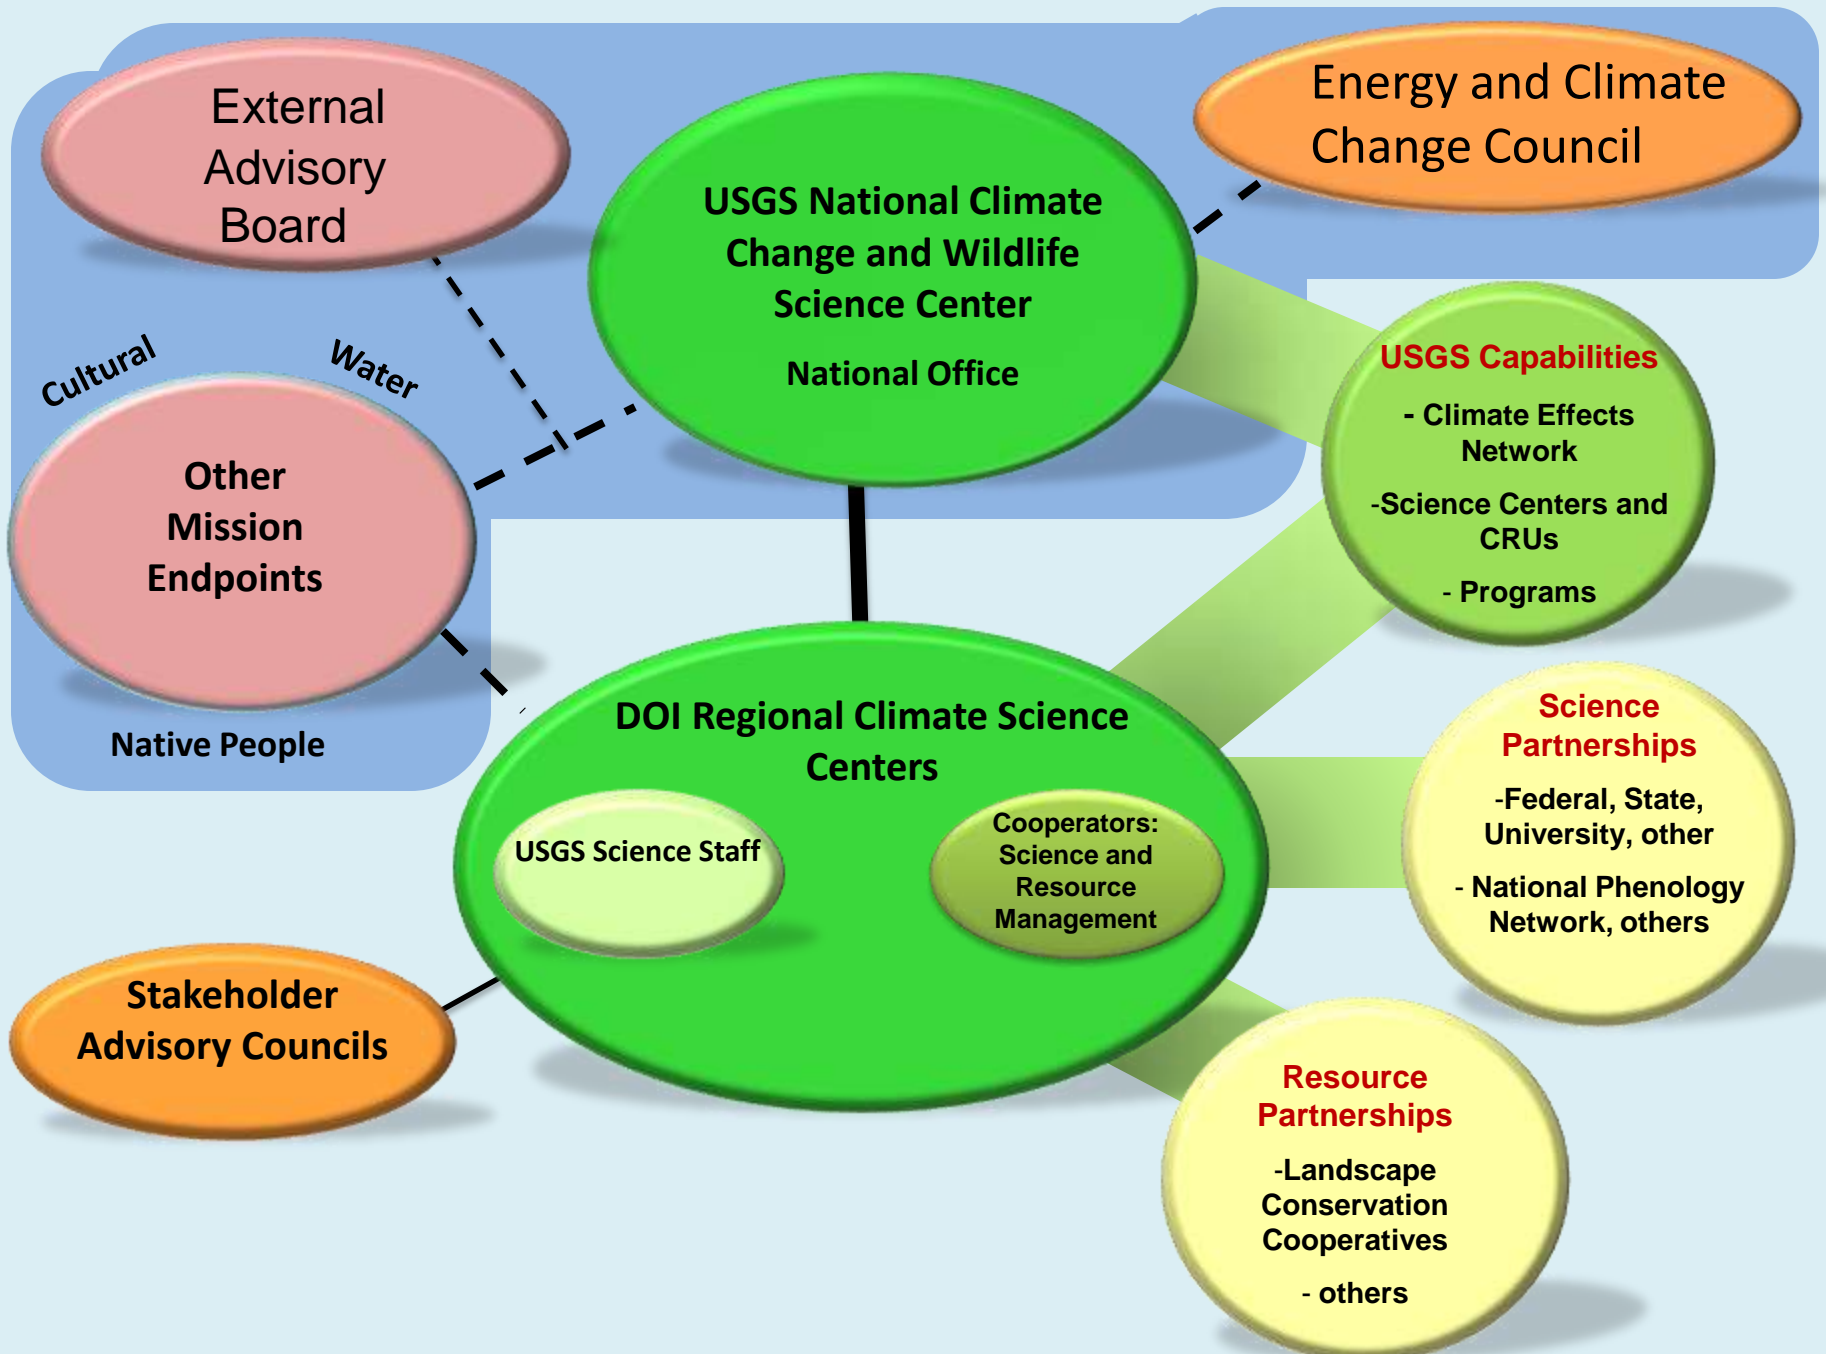 External
Advisory
Board
Energy and Climate
Change Council
USGS National Climate
Change and Wildlife
Science Center
National Office
Cultural
Water
Other
Mission
Endpoints
Native People
USGS Capabilities
- Climate Effects
Network
-Science Centers and
CRUs
- Programs
DOI Regional Climate Science
Centers
USGS Science Staff
Cooperators:
Science and
Resource
Management
Science
Partnerships
-Federal, State,
University, other
- National Phenology
Network, others
Stakeholder
Advisory Councils
Resource
Partnerships
-Landscape
Conservation
Cooperatives
- others